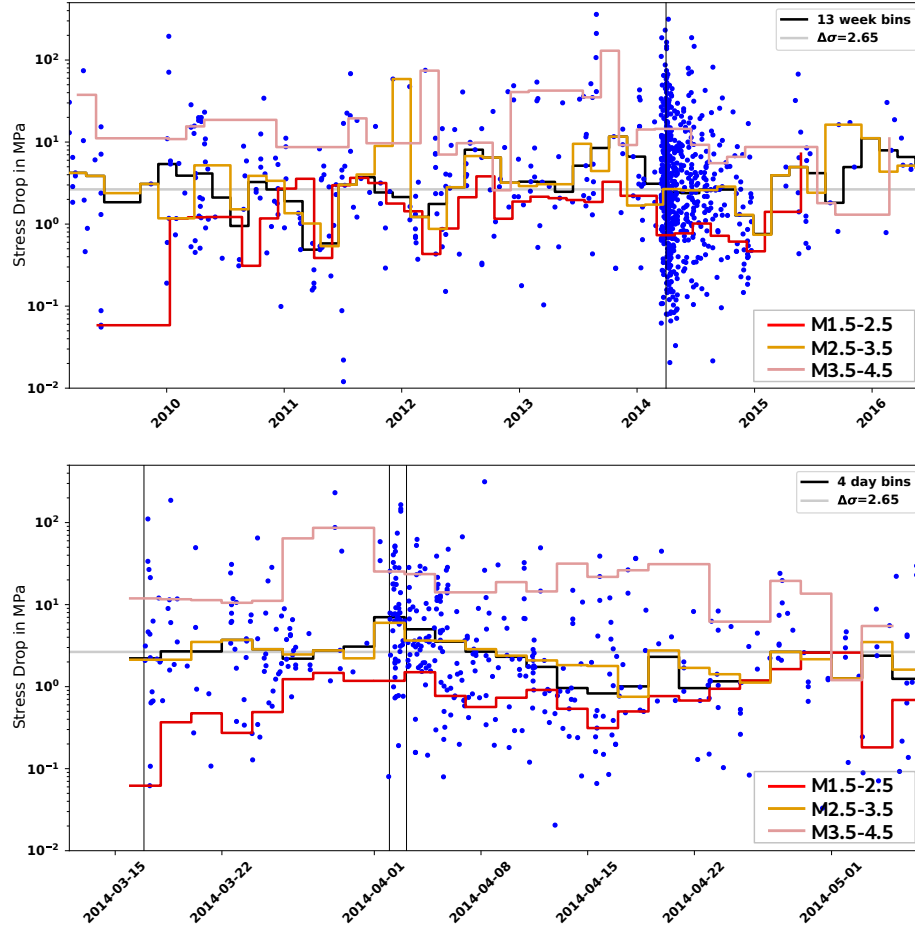 13 week bins
Δσ=2.65
10²
10¹
10⁰
10⁻¹
10⁻²
Stress Drop in MPa
M1.5-2.5
M2.5-3.5
M3.5-4.5
2010
2011
2012
2013
2014
2015
2016
4 day bins
Δσ=2.65
10²
10¹
10⁰
10⁻¹
10⁻²
Stress Drop in MPa
M1.5-2.5
M2.5-3.5
M3.5-4.5
2014-03-15
2014-03-22
2014-04-01
2014-04-08
2014-04-15
2014-04-22
2014-05-01